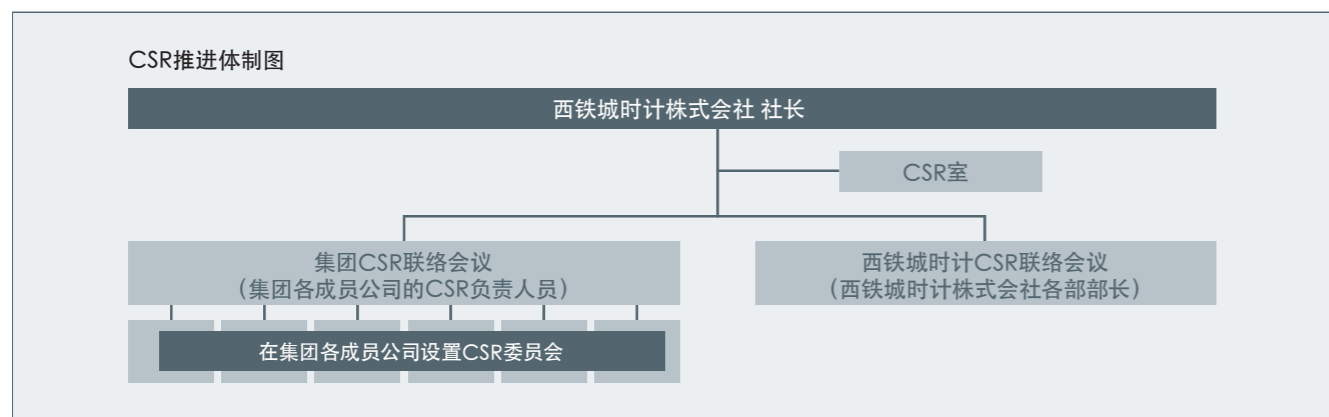 CSR推进体制图
西铁城时计株式会社 社长
CSR室
集团CSR联络会议
（集团各成员公司的CSR负责人员）
西铁城时计CSR联络会议
（西铁城时计株式会社各部部长）
在集团各成员公司设置CSR委员会